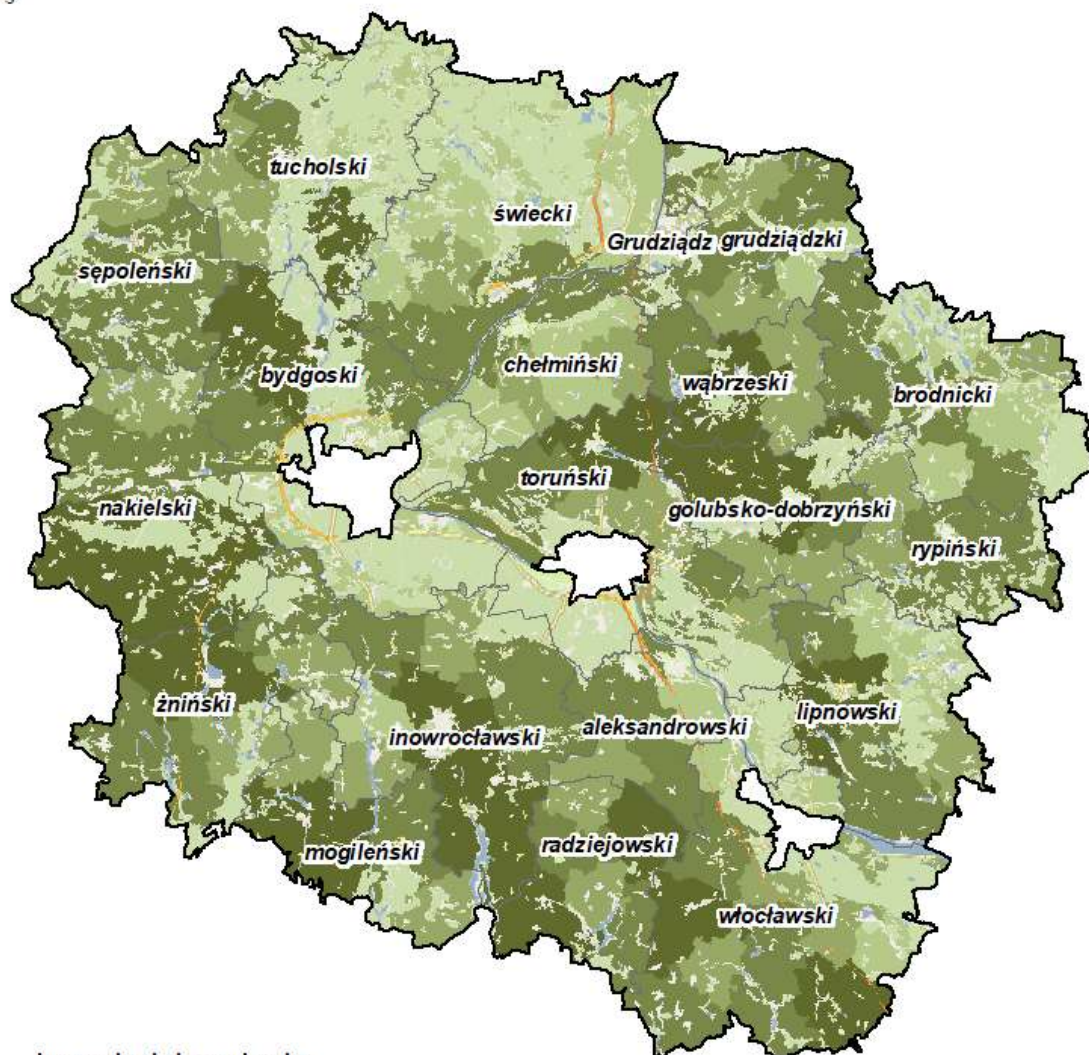 tucholski
świecki
Grudziądz grudziądzki
sępoleński
chełmiński
bydgoski
wąbrzeski
brodnicki
toruński
nakielski
golubsko-dobrzyński
rypiński
żniński
lipnowski
inowrocławski
aleksandrowski
mogileński
radziejowski
włocławski